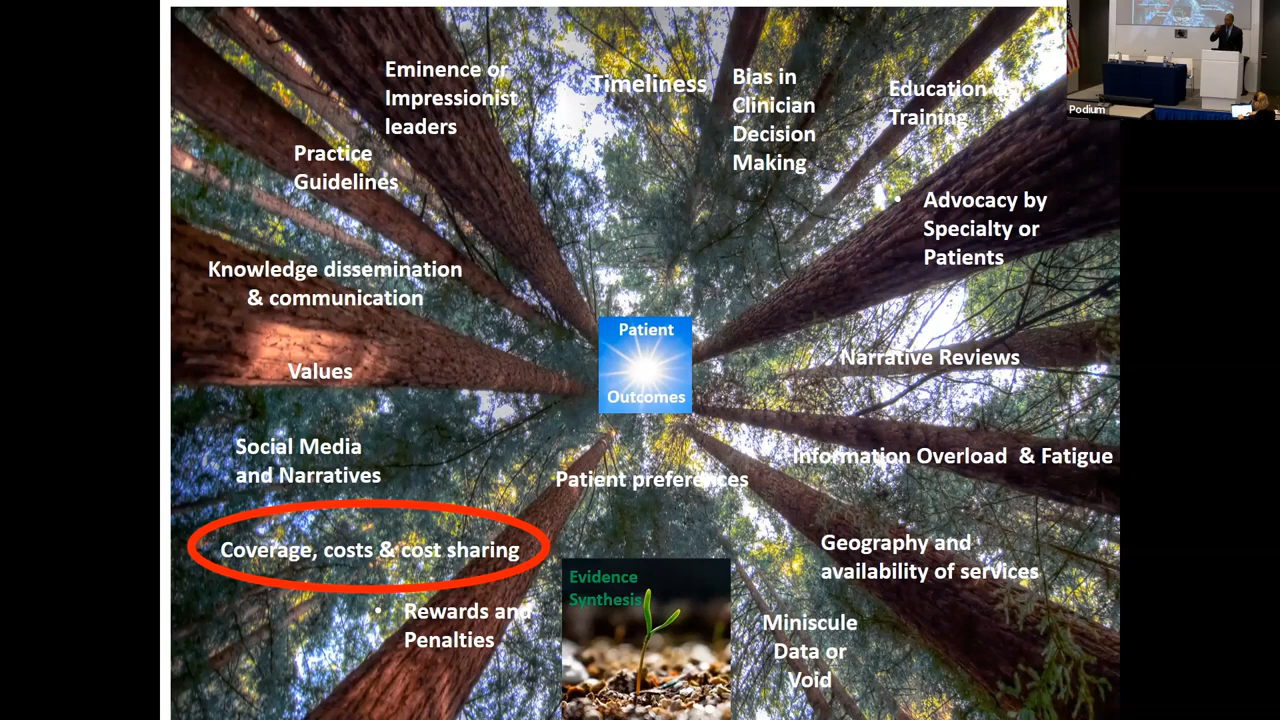 Eminence or
Impressionist
leaders
Timeliness
Bias in
Clinician
Decision
Making
Education &
Training
Podium
Practice
Guidelines
• Advocacy by
Specialty or
Patients
Knowledge dissemination
& communication
Patient
Outcomes
Narrative Reviews
Values
Social Media
and Narratives
Patient preferences
Information Overload & Fatigue
Coverage, costs & cost sharing
Geography and
availability of services
Evidence
Synthesis
• Rewards and
Penalties
Miniscule
Data or
Void